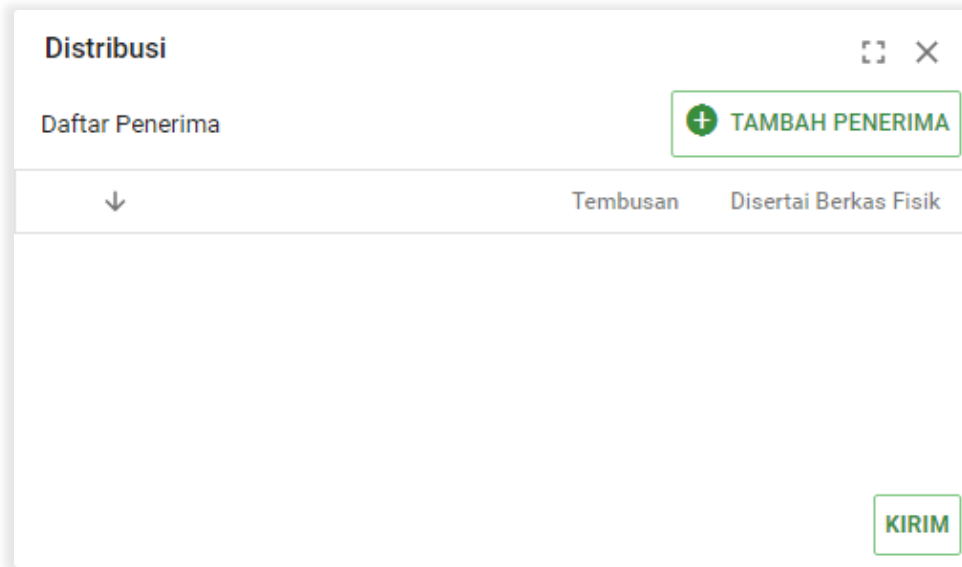 Distribusi
Daftar Penerima
TAMBAH PENERIMA
Tembusan Disertai Berkas Fisik
KIRIM